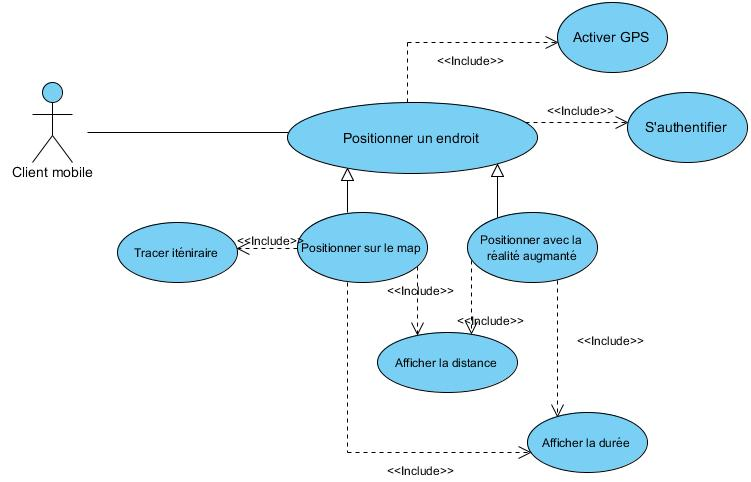 Activer GPS
<<Include>>
<<Include>>
S'authentifier
Positionner un endroit
Client mobile
Tracer iténiraire
<<Include>>
Positionner sur le map
Positionner avec la
réalité augmanté
<<Include>>
<<Include>>
<<Include>>
Afficher la distance
Afficher la durée
<<Include>>